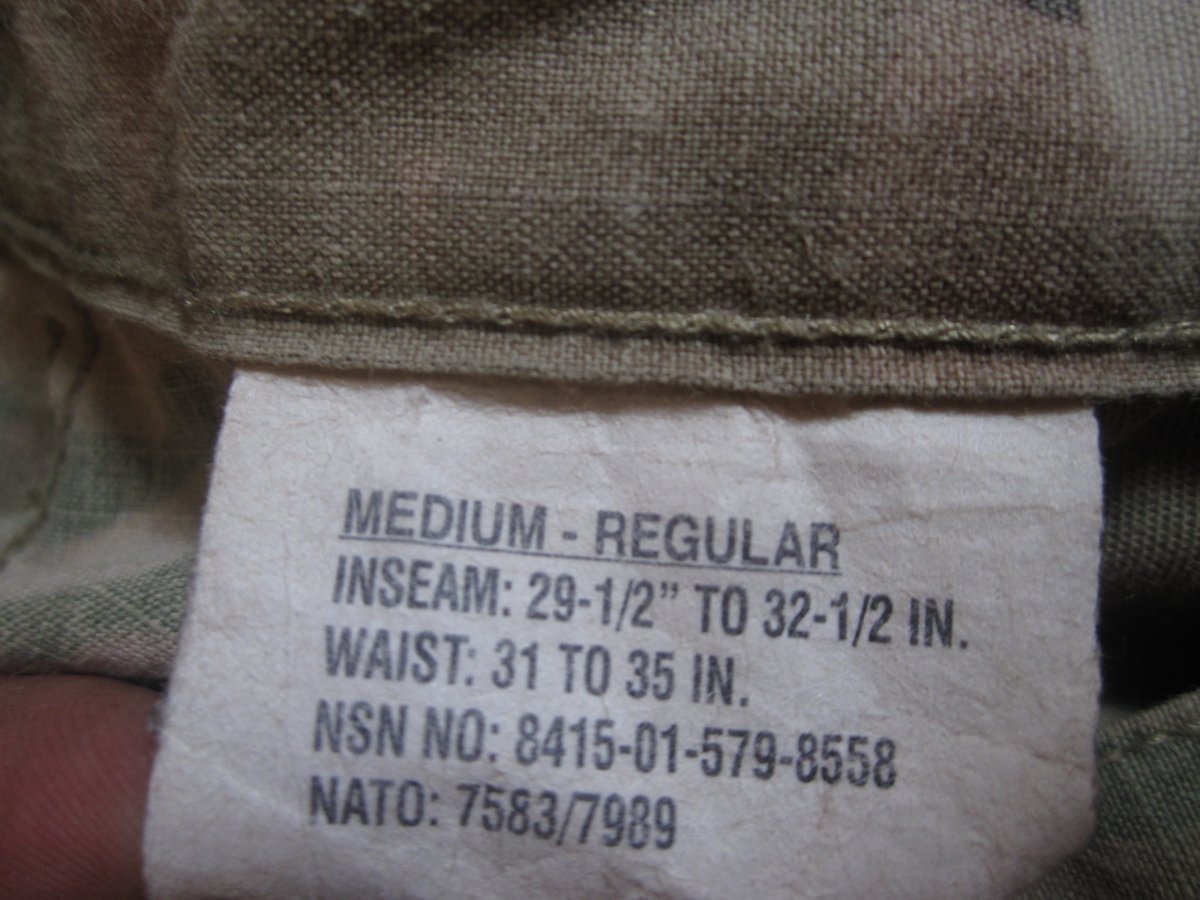 MEDIUM - REGULAR
INSEAM: 29-1/2” TO 32-1/2 IN.
WAIST: 31 TO 35 IN.
NSN NO: 8415-01-579-8558
NATO: 7583/7989